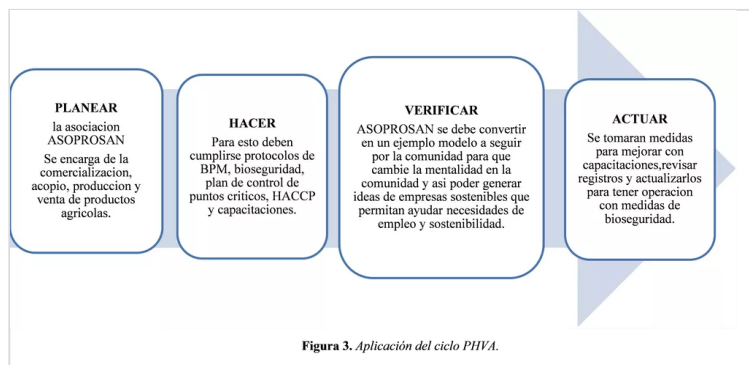 PLANEAR
la asociacion
ASOPROSAN
Se encarga de la
comercializacion,
acopio, produccion y
venta de productos
agricolas.
HACER
Para esto deben
cumplirse protocolos de
BPM, bioseguridad,
plan de control de
puntos criticos, HACCP
y capacitaciones.
VERIFICAR
ASOPROSAN se debe convertir
en un ejemplo modelo a seguir
por la comunidad para que
cambie la mentalidad en la
comunidad y asi poder generar
ideas de empresas sostenibles que
permitan ayudar necesidades de
empleo y sostenibilidad.
ACTUAR
Se tomaran medidas
para mejorar con
capacitaciones,revisar
registros y actualizarlos
para tener operacion
con medidas de
bioseguridad.
Figura 3. Aplicación del ciclo PHVA.